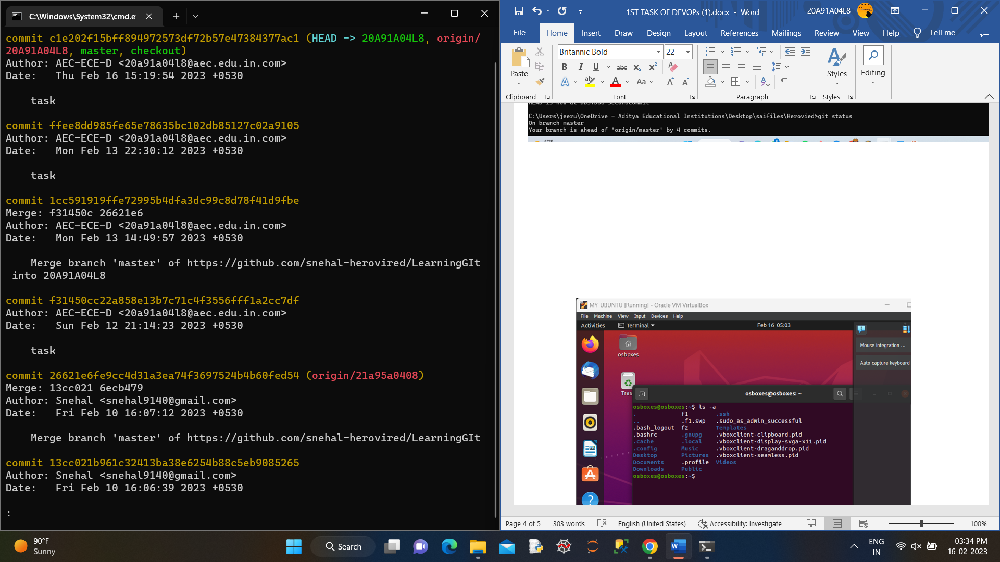 C:\Windows\System32\cmd.e
commit c1e202f15bff894972573df72b57e47384377ac1 (HEAD -> 20A91A04L8, origin/
20A91A04L8, master, checkout)
Author: AEC-ECE-D <20a91a04l8@aec.edu.in.com>
Date:   Thu Feb 16 15:19:54 2023 +0530
task
commit ffee8dd985fe65e78635bc102db85127c02a9105
Author: AEC-ECE-D <20a91a04l8@aec.edu.in.com>
Date:   Mon Feb 13 22:30:12 2023 +0530
task
commit 1cc591919ffe72995b4dfa3dc99c8d78f41d9fbe
Merge: f31450c 26621e6
Author: AEC-ECE-D <20a91a04l8@aec.edu.in.com>
Date:   Mon Feb 13 14:49:57 2023 +0530
Merge branch 'master' of https://github.com/snehal-herovired/LearningGIt
into 20A91A04L8
commit f31450cc22a858e13b7c71c4f3556fff1a2cc7df
Author: AEC-ECE-D <20a91a04l8@aec.edu.in.com>
Date:   Sun Feb 12 21:14:23 2023 +0530
task
commit 26621e6fe9cc4d31a3ea74f3697524b4b60fed54 (origin/21a95a0408)
Merge: 13cc021 6ecb479
Author: Snehal <snehal9140@gmail.com>
Date:   Fri Feb 10 16:07:12 2023 +0530
Merge branch 'master' of https://github.com/snehal-herovired/LearningGIt
commit 13cc021b961c32413ba38e6254b88c5eb9085265
Author: Snehal <snehal9140@gmail.com>
Date:   Fri Feb 10 16:06:39 2023 +0530
:
1ST TASK OF DEVOPs (1).docx - Word
20A91A04L8
File Home Insert Draw Design Layout References Mailings Review View Help Tell me
Britannic Bold 22
Paste
Styles
Editing
Clipboard Font Paragraph Styles
HEAD is now at bb57b85 secondcommit
C:\Users\jeeru\OneDrive - Aditya Educational Institutions\Desktop\saifiles\Herovied>git status
On branch master
Your branch is ahead of 'origin/master' by 4 commits.
87°F
MY_UBUNTU [Running] - Oracle VM VirtualBox
File Machine View Input Devices Help
Activities Terminal Feb 16 05:03
Mouse integration ...
Auto capture keyboard
osboxes
Tras
osboxes@osboxes: ~
osboxes@osboxes:~$ ls -a
. f1 .ssh
.. .f1.swp .sudo_as_admin_successful
.bash_logout f2 Templates
.bashrc .gnupg .vboxclient-clipboard.pid
.cache .local .vboxclient-display-svga-x11.pid
.config Music .vboxclient-draganddrop.pid
Desktop Pictures .vboxclient-seamless.pid
Documents .profile Videos
Downloads Public
osboxes@osboxes:~$
Page 4 of 5 303 words English (United States) Accessibility: Investigate 100%
90°F
Sunny
Search
ENG
IN
03:34 PM
16-02-2023